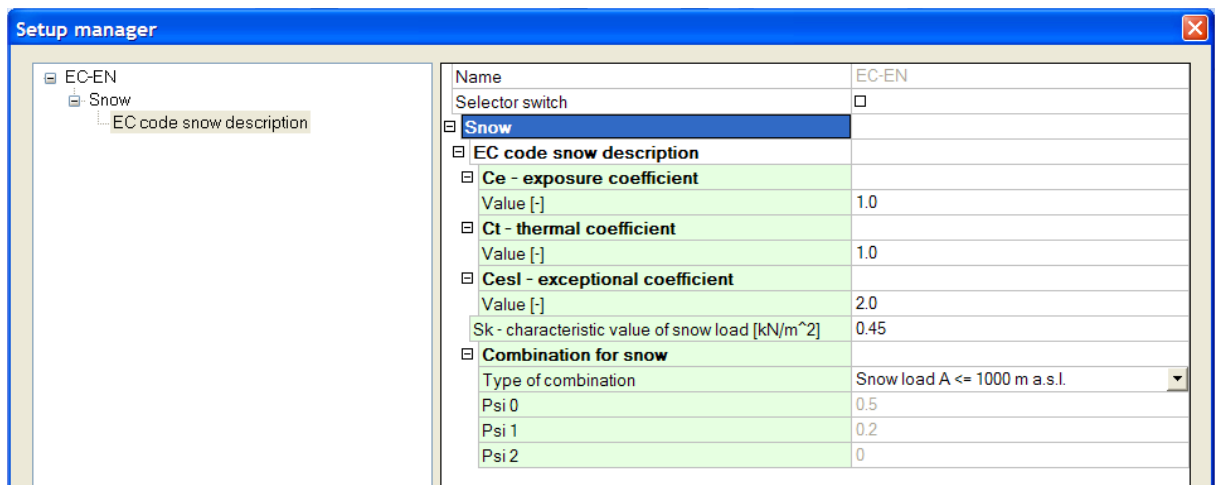 Setup manager
EC-EN
Snow
EC code snow description
Name EC-EN
Selector switch
Snow
EC code snow description
Ce - exposure coefficient
Value [-] 1.0
Ct - thermal coefficient
Value [-] 1.0
Cesl - exceptional coefficient
Value [-] 2.0
Sk - characteristic value of snow load [kN/m^2] 0.45
Combination for snow
Type of combination Snow load A <= 1000 m a.s.l.
Psi 0 0.5
Psi 1 0.2
Psi 2 0